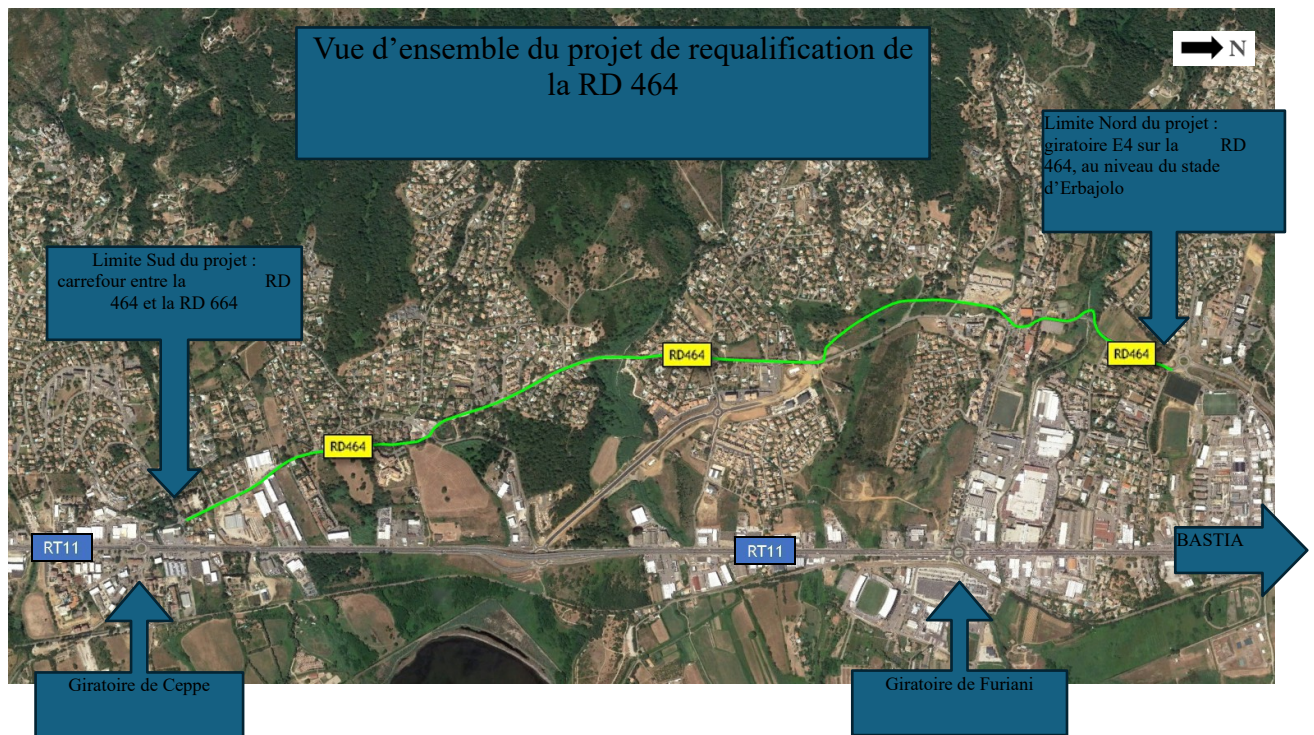 Vue d’ensemble du projet de requalification de
la RD 464
N
Limite Nord du projet :
giratoire E4 sur la RD
464, au niveau du stade
d’Erbajolo
Limite Sud du projet :
carrefour entre la RD
464 et la RD 664
RD464
RD464
RD464
RT11
RT11
BASTIA
Giratoire de Ceppe
Giratoire de Furiani